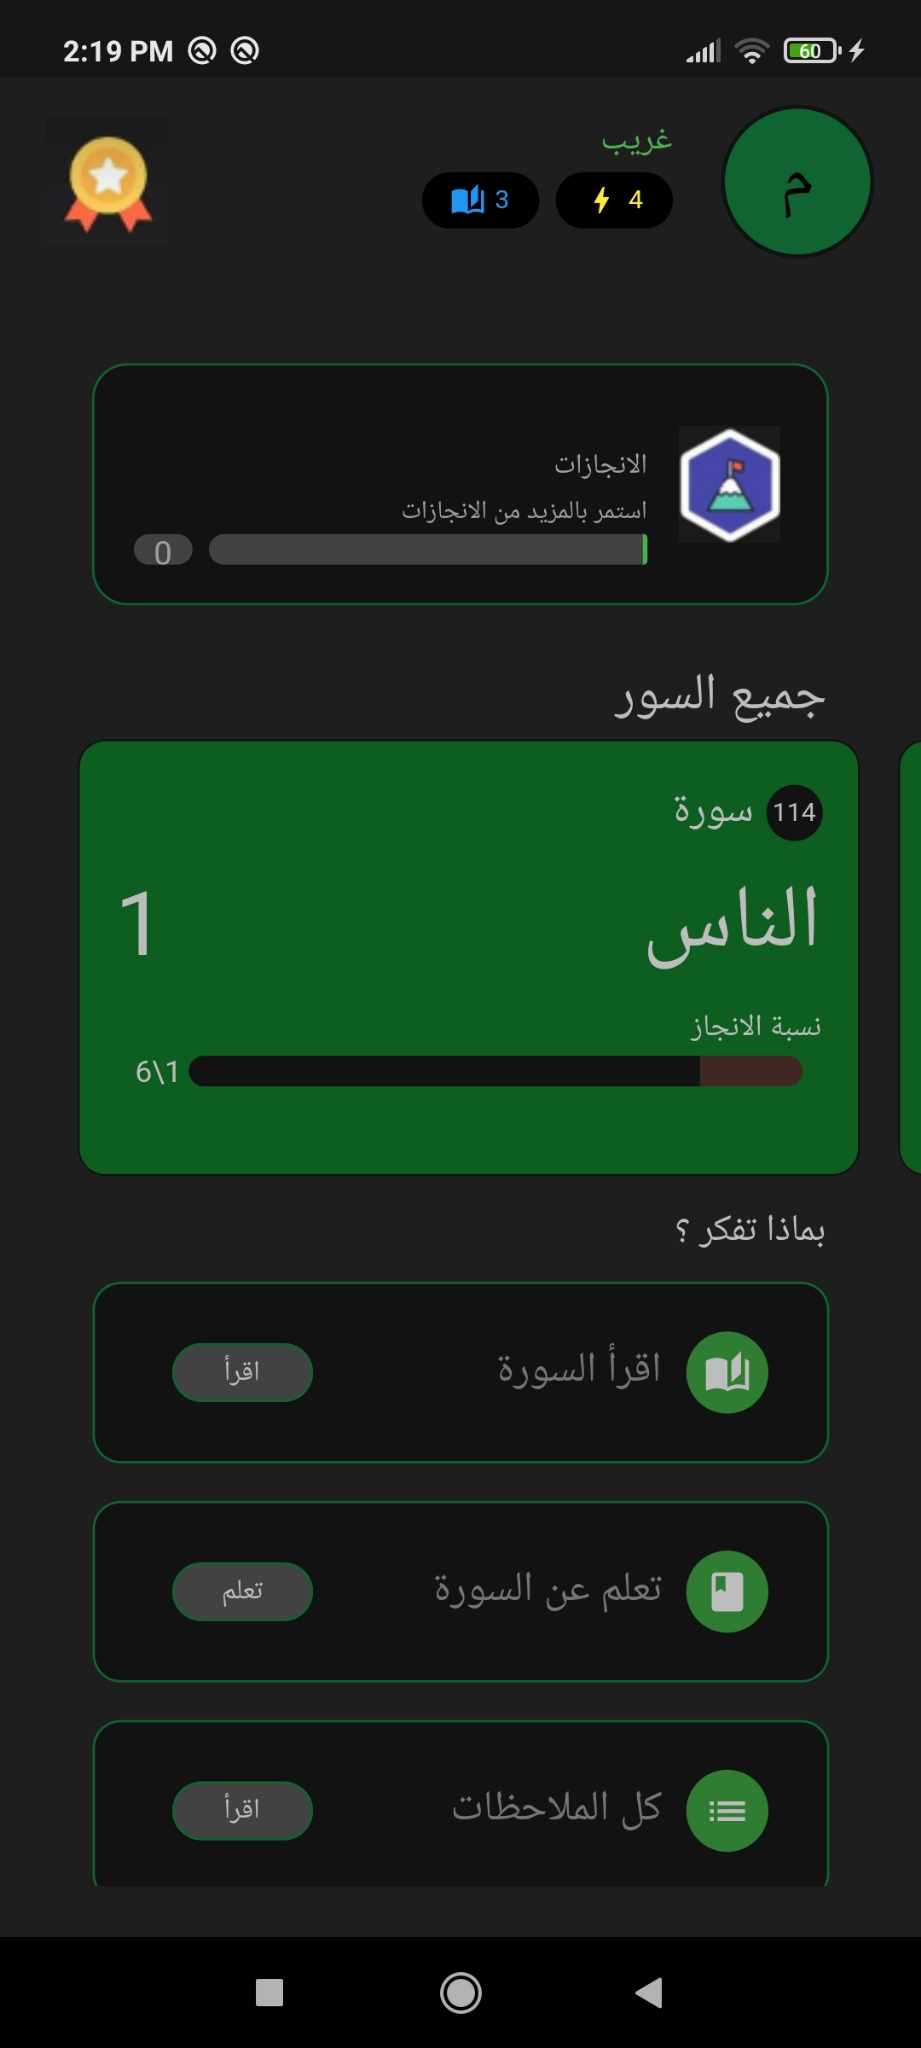 2:19 PM
60
غريب
م
4
3
الانجازات
استمر بالمزيد من الانجازات
0
جميع السور
114
سورة
الناس
1
نسبة الانجاز
6\1
بماذا تفكر ؟
اقرأ السورة
اقرأ
تعلم عن السورة
تعلم
كل الملاحظات
اقرأ